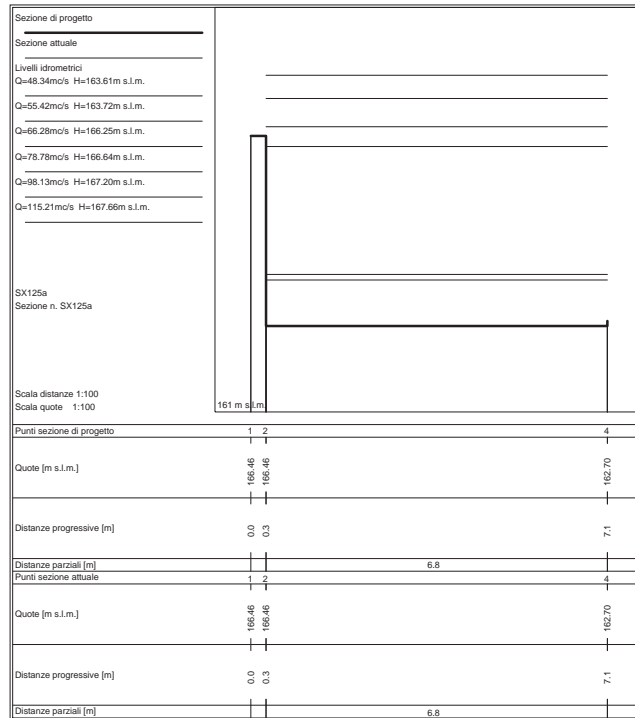 Sezione di progetto
Sezione attuale
Livelli idrometrici
Q=48.34mc/s H=163.61m s.l.m.
Q=55.42mc/s H=163.72m s.l.m.
Q=66.28mc/s H=166.25m s.l.m.
Q=78.78mc/s H=166.64m s.l.m.
Q=98.13mc/s H=167.20m s.l.m.
Q=115.21mc/s H=167.66m s.l.m.
SX125a
Sezione n. SX125a
Scala distanze 1:100
Scala quote 1:100
161 m s.l.m.
Punti sezione di progetto 1 2 4
Quote [m s.l.m.] 166.46 166.46 162.70
Distanze progressive [m] 0.0 0.3 7.1
Distanze parziali [m] 6.8
Punti sezione attuale 1 2 4
Quote [m s.l.m.] 166.46 166.46 162.70
Distanze progressive [m] 0.0 0.3 7.1
Distanze parziali [m] 6.8